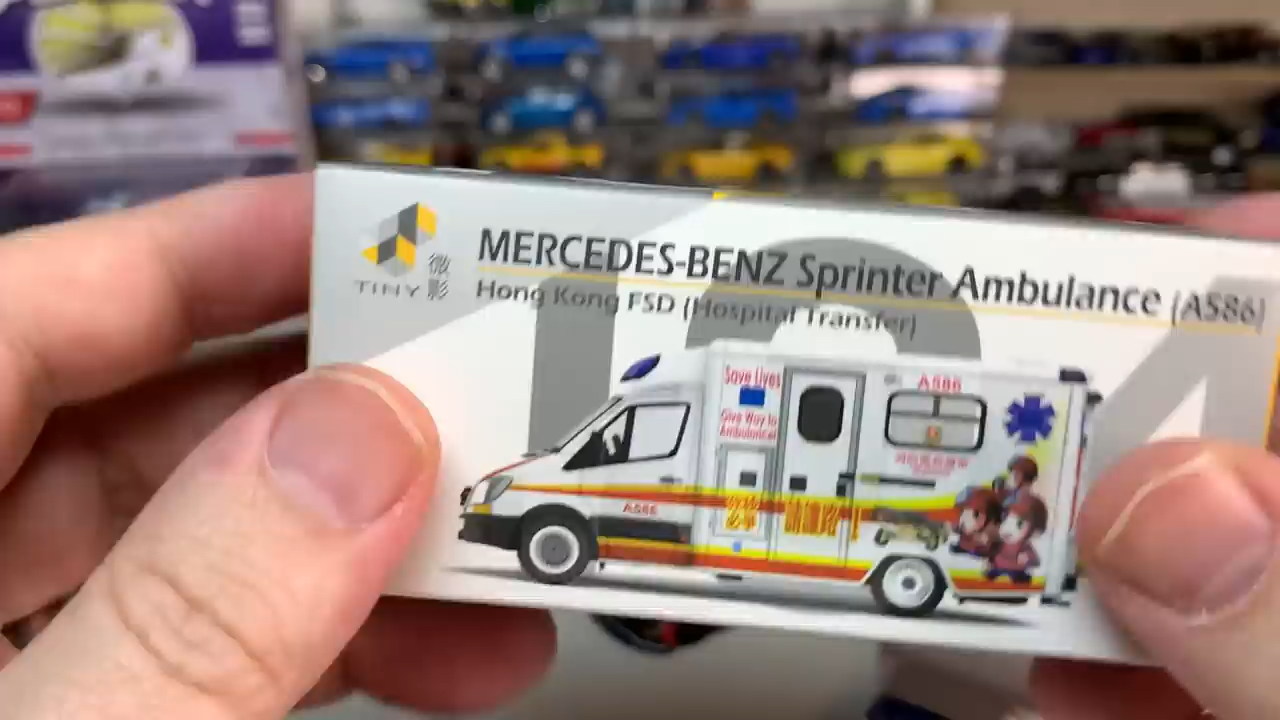 TINY 微影
MERCEDES-BENZ Sprinter Ambulance (A586)
Hong Kong FSD (Hospital Transfer)
Save Lives
Give Way to
Ambulance!
A586
A586